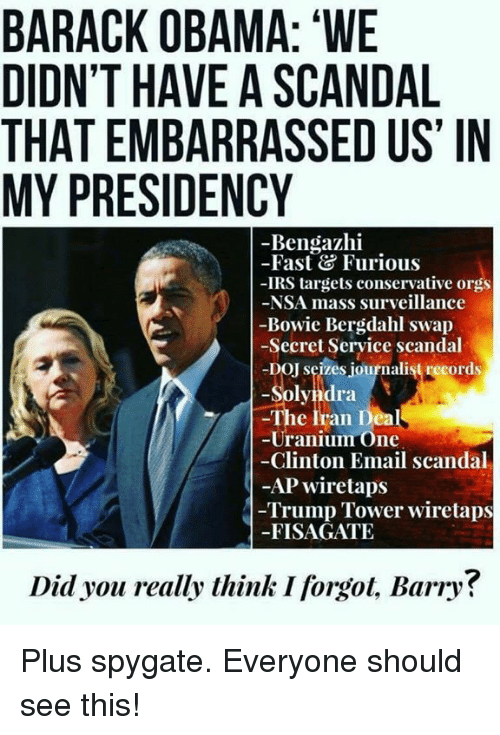 BARACK OBAMA: ‘WE
DIDN’T HAVE A SCANDAL
THAT EMBARRASSED US’ IN
MY PRESIDENCY
-Bengazhi
-Fast & Furious
-IRS targets conservative orgs
-NSA mass surveillance
-Bowie Bergdahl swap
-Secret Service scandal
-DOJ seizes journalist records
-Solyndra
-The Iran Deal
-Uranium One
-Clinton Email scandal
-AP wiretaps
-Trump Tower wiretaps
-FISAGATE
Did you really think I forgot, Barry?
Plus spygate. Everyone should
see this!